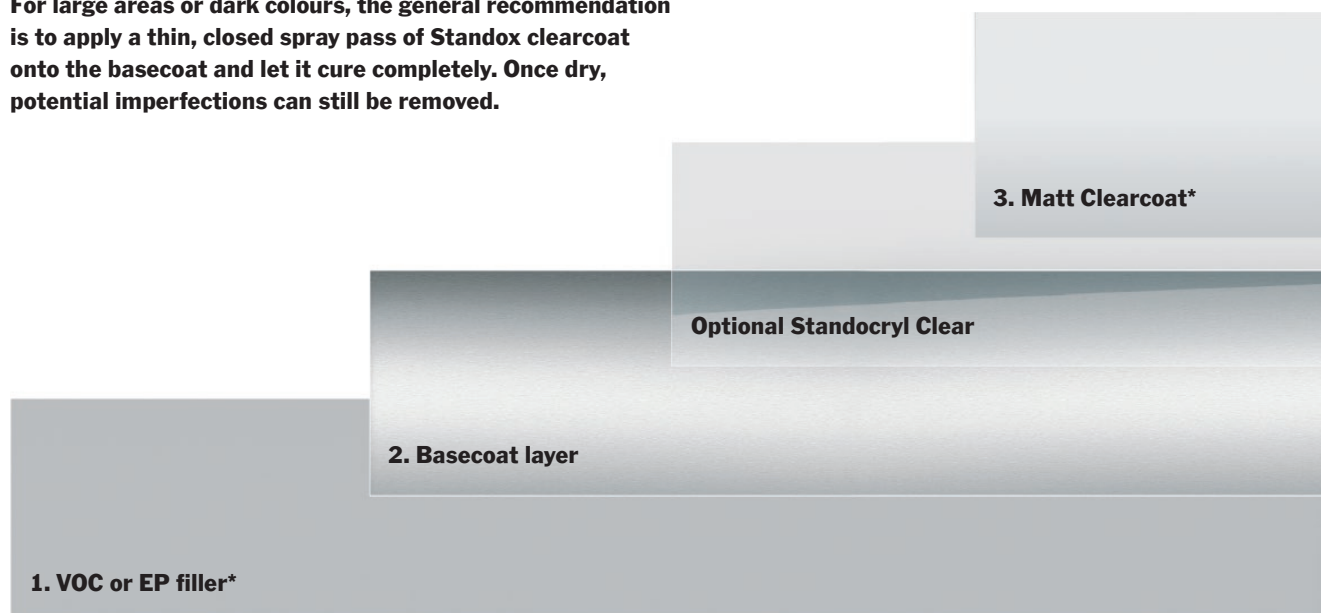 For large areas or dark colours, the general recommendation
is to apply a thin, closed spray pass of Standox clearcoat
onto the basecoat and let it cure completely. Once dry,
potential imperfections can still be removed.
3. Matt Clearcoat*
Optional Standocryl Clear
2. Basecoat layer
1. VOC or EP filler*